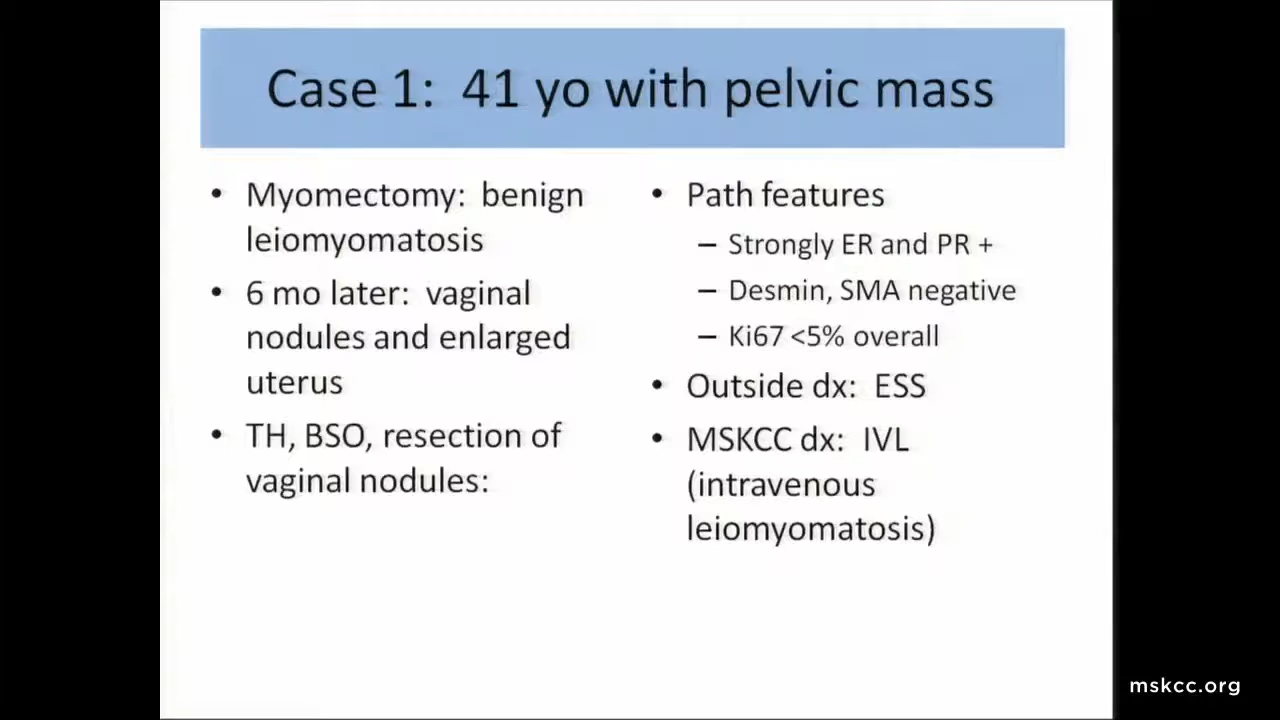 Case 1: 41 yo with pelvic mass
• Myomectomy: benign
leiomyomatosis
• 6 mo later: vaginal
nodules and enlarged
uterus
• TH, BSO, resection of
vaginal nodules:
• Path features
– Strongly ER and PR +
– Desmin, SMA negative
– Ki67 <5% overall
• Outside dx: ESS
• MSKCC dx: IVL
(intravenous
leiomyomatosis)
mskcc.org